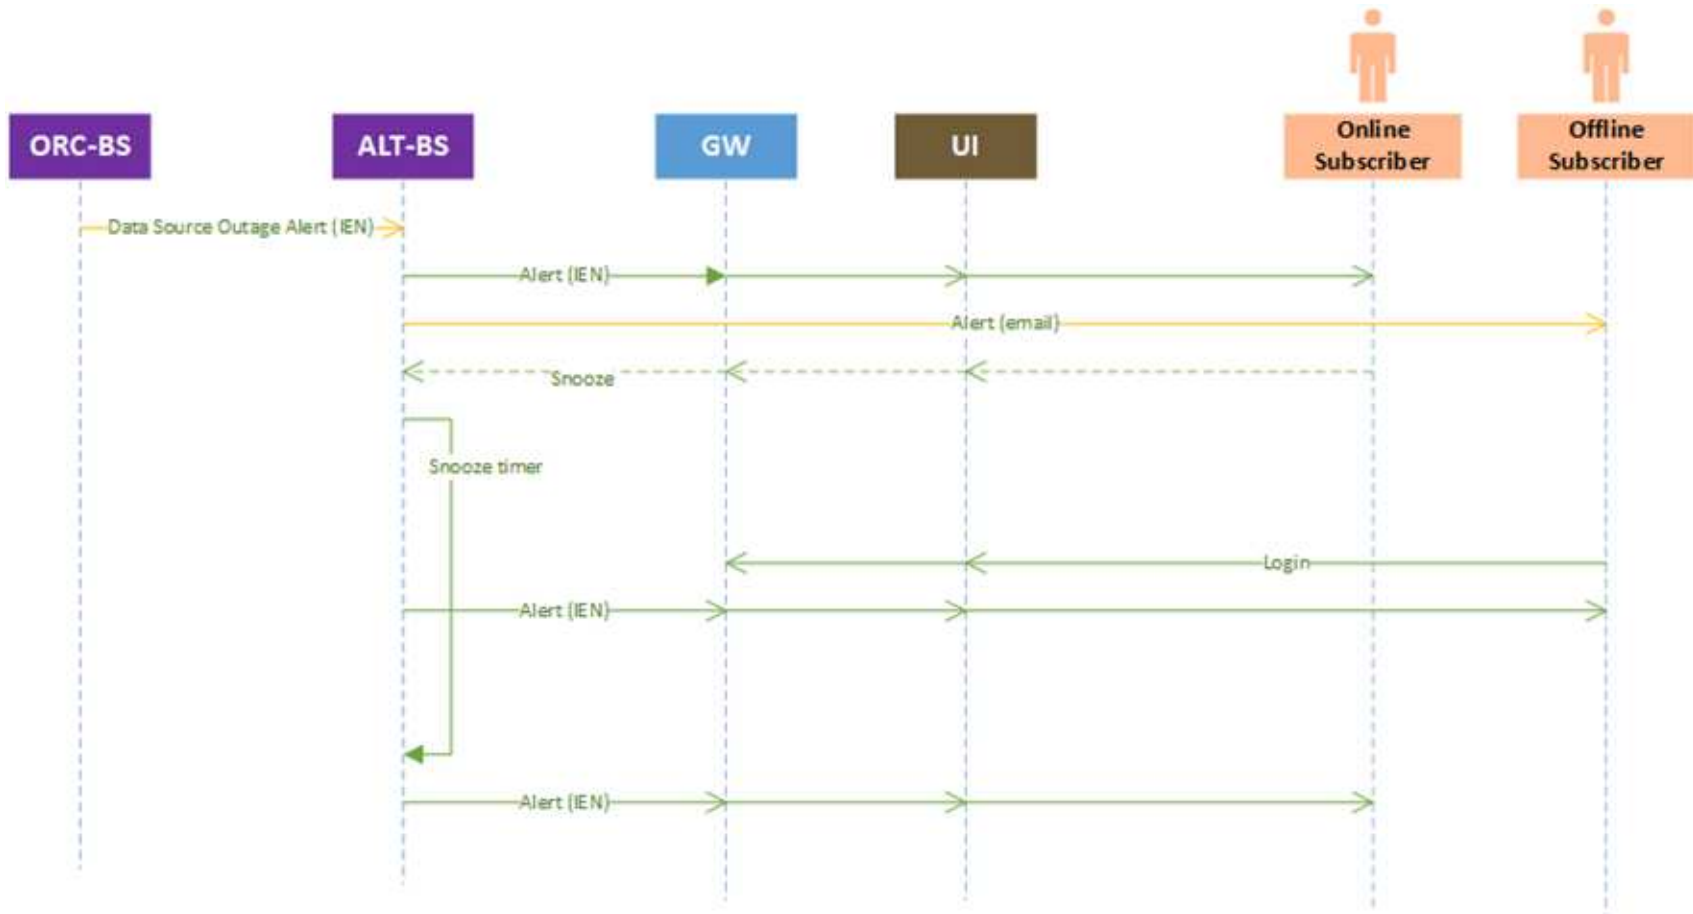 ORC-BS
ALT-BS
GW
UI
Online
Subscriber
Offline
Subscriber
Data Source Outage Alert (IEN)
Alert (IEN)
Alert (email)
Snooze
Snooze timer
Login
Alert (IEN)
Alert (IEN)